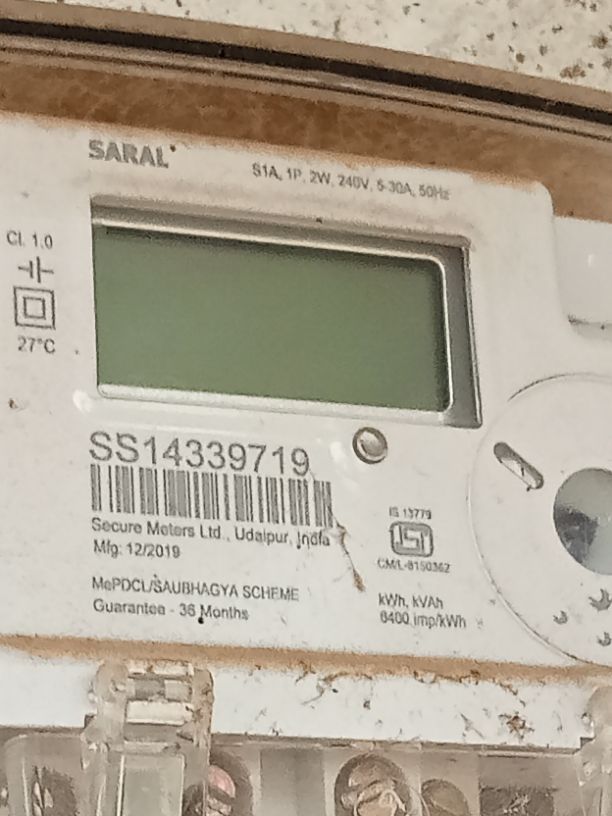 SARAL
S1A, 1P, 2W, 240V, 5-30A, 50Hz
Cl. 1.0
27°C
SS14339719
Secure Meters Ltd., Udaipur, India
Mfg: 12/2019
MePDCL/SAUBHAGYA SCHEME
Guarantee - 36 Months
IS 13779
ISI
CM/L-8150362
kWh, kVAh
6400 imp/kWh